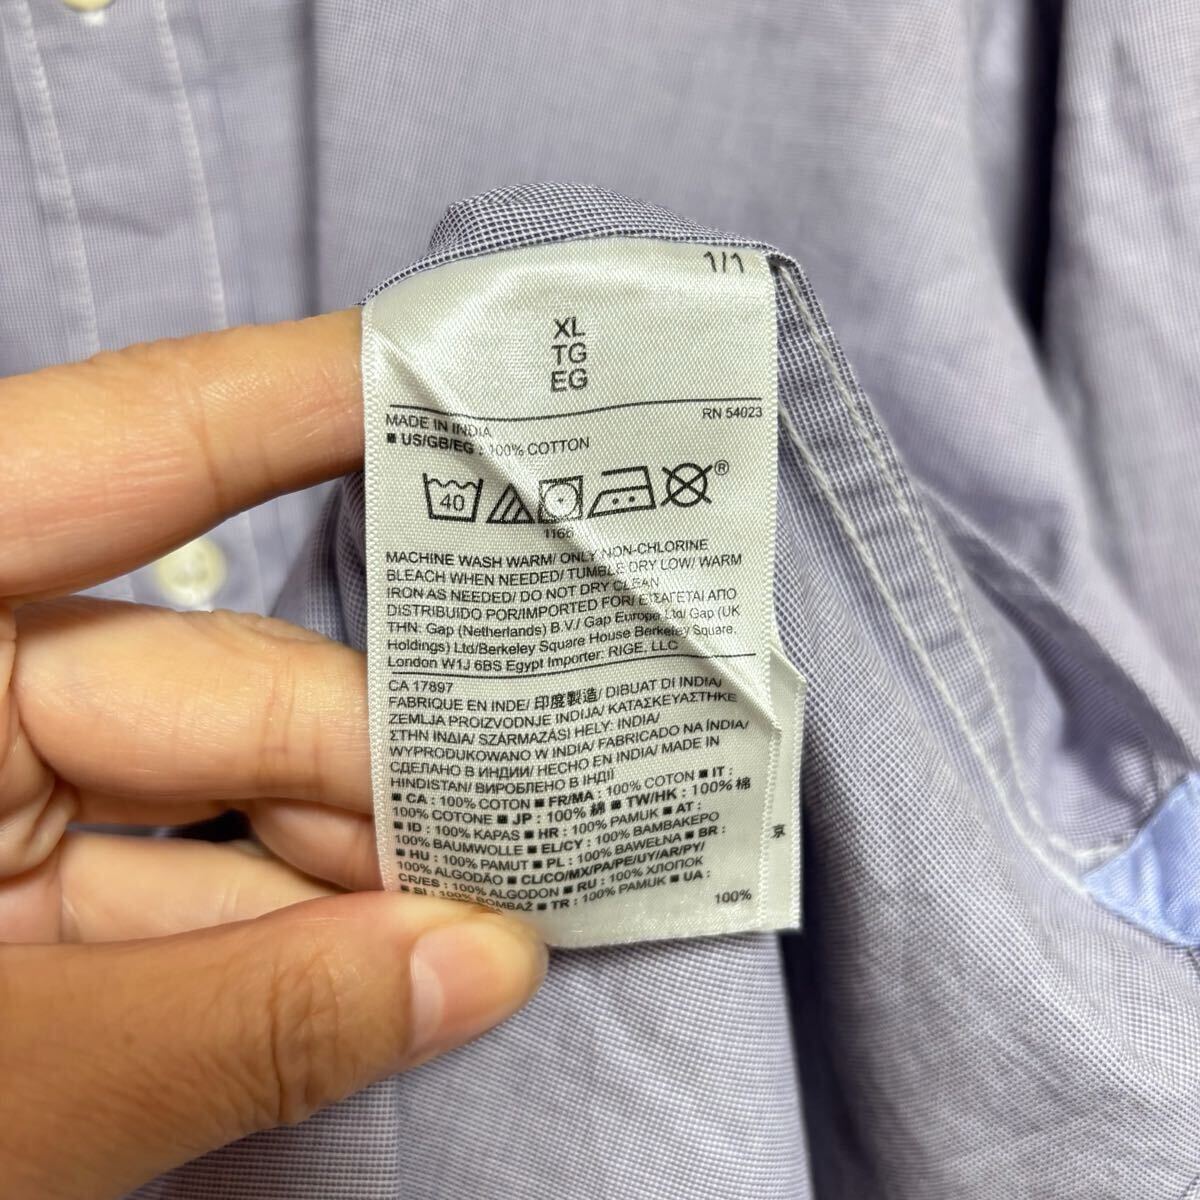 1/1
XL
TG
EG
RN 54023
MADE IN INDIA
■ US/GB/EG : 100% COTTON
40
®
MACHINE WASH WARM/ ONLY NON-CHLORINE
BLEACH WHEN NEEDED/ TUMBLE DRY LOW/ WARM
IRON AS NEEDED/ DO NOT DRY CLEAN
DISTRIBUIDO POR/IMPORTED FOR/ ΕΙΣΑΓΕΤΑΙ ΑΠΟ
ΤΗΝ: Gap (Netherlands) B.V./ Gap Europe Ltd/ Gap (UK
Holdings) Ltd/Berkeley Square House Berkeley Square,
London W1J 6BS Egypt Importer: RIGE, LLC
CA 17897
FABRIQUE EN INDE/ 印度製造/ DIBUAT DI INDIA/
ZEMLJA PROIZVODNJE INDIJA/ ΚΑΤΑΣΚΕΥΑΣΤΗΚΕ
ΣΤΗΝ ΙΝΔΙΑ/ SZÁRMAZÁSI HELY: INDIA/
WYPRODUKOWANO W INDIA/ FABRICADO NA ÍNDIA/
СДЕЛАНО В ИНДИИ/ HECHO EN INDIA/ MADE IN
HINDISTAN/ ВИРОБЛЕНО В ІНДІЇ
■ CA : 100% COTON ■ FR/MA : 100% COTON ■ IT :
100% COTONE ■ JP : 100% 綿 ■ TW/HK : 100% 棉
■ ID : 100% KAPAS ■ HR : 100% PAMUK ■ AT :
100% BAUMWOLLE ■ EL/CY : 100% ΒΑΜΒΑΚΕΡΟ
■ HU : 100% PAMUT ■ PL : 100% BAWEŁNA ■ BR :
100% ALGODÃO ■ CL/CO/MX/PA/PE/UY/AR/PY/
CR/ES : 100% ALGODON ■ RU : 100% ХЛОПОК
■ SI : 100% BOMBAŽ ■ TR : 100% PAMUK ■ UA :
100%
京